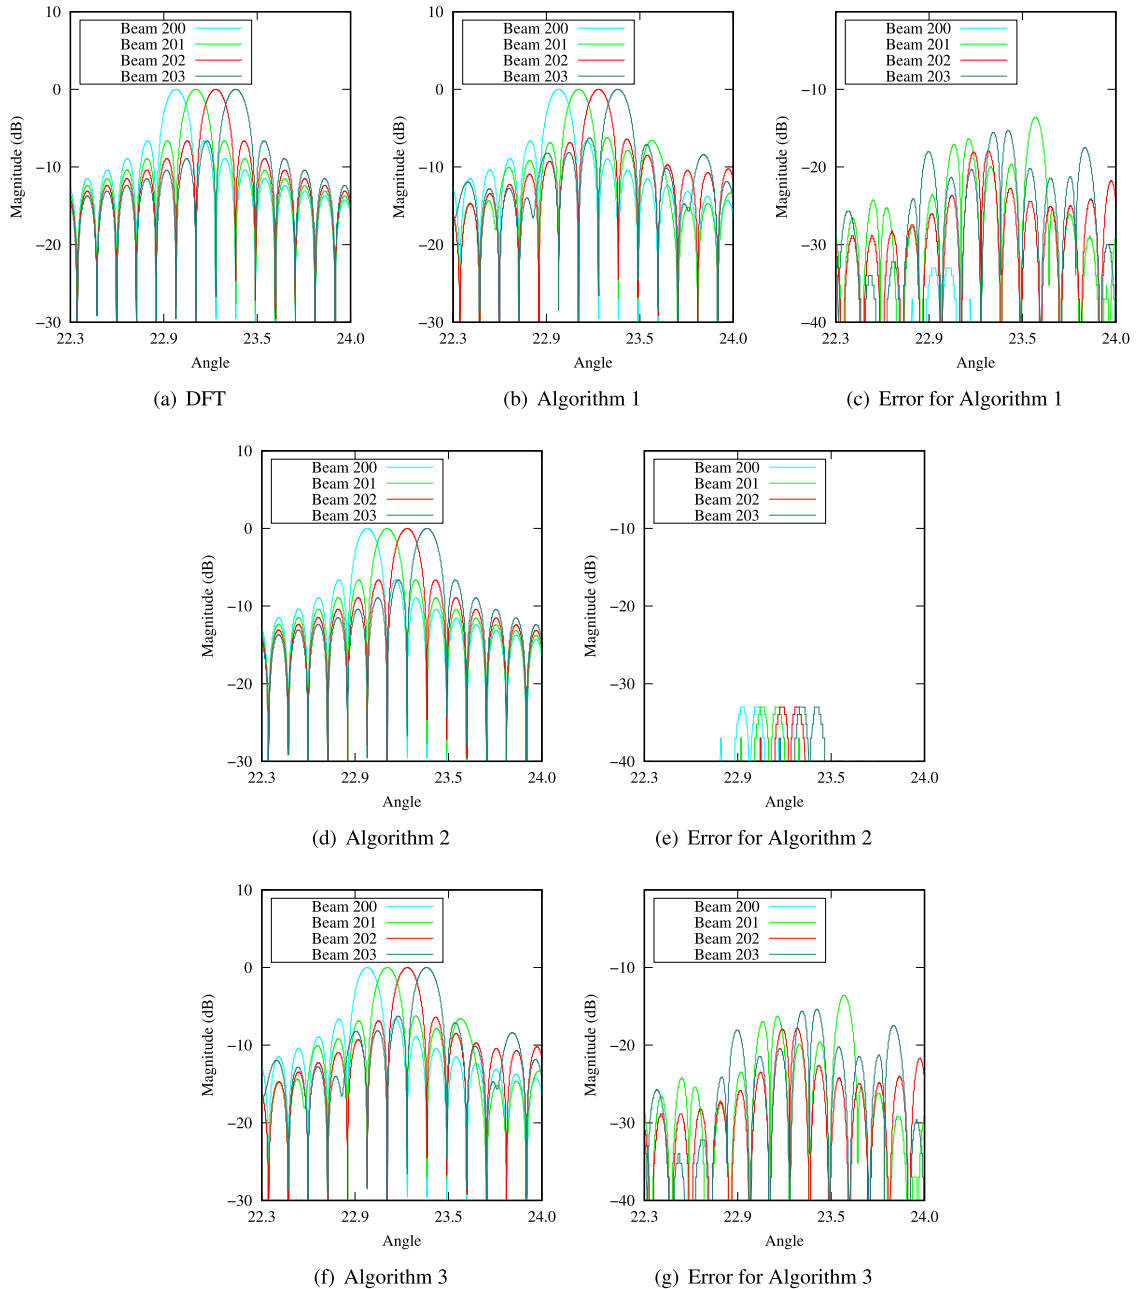 10
0
−10
−20
−30
Magnitude (dB)
Beam 200
Beam 201
Beam 202
Beam 203
22.3
22.9
23.5
24.0
Angle
(a) DFT
10
0
−10
−20
−30
Magnitude (dB)
Beam 200
Beam 201
Beam 202
Beam 203
22.3
22.9
23.5
24.0
Angle
(b) Algorithm 1
−10
−20
−30
−40
Magnitude (dB)
Beam 200
Beam 201
Beam 202
Beam 203
22.3
22.9
23.5
24.0
Angle
(c) Error for Algorithm 1
10
0
−10
−20
−30
Magnitude (dB)
Beam 200
Beam 201
Beam 202
Beam 203
22.3
22.9
23.5
24.0
Angle
(d) Algorithm 2
−10
−20
−30
−40
Magnitude (dB)
Beam 200
Beam 201
Beam 202
Beam 203
22.3
22.9
23.5
24.0
Angle
(e) Error for Algorithm 2
10
0
−10
−20
−30
Magnitude (dB)
Beam 200
Beam 201
Beam 202
Beam 203
22.3
22.9
23.5
24.0
Angle
(f) Algorithm 3
−10
−20
−30
−40
Magnitude (dB)
Beam 200
Beam 201
Beam 202
Beam 203
22.3
22.9
23.5
24.0
Angle
(g) Error for Algorithm 3